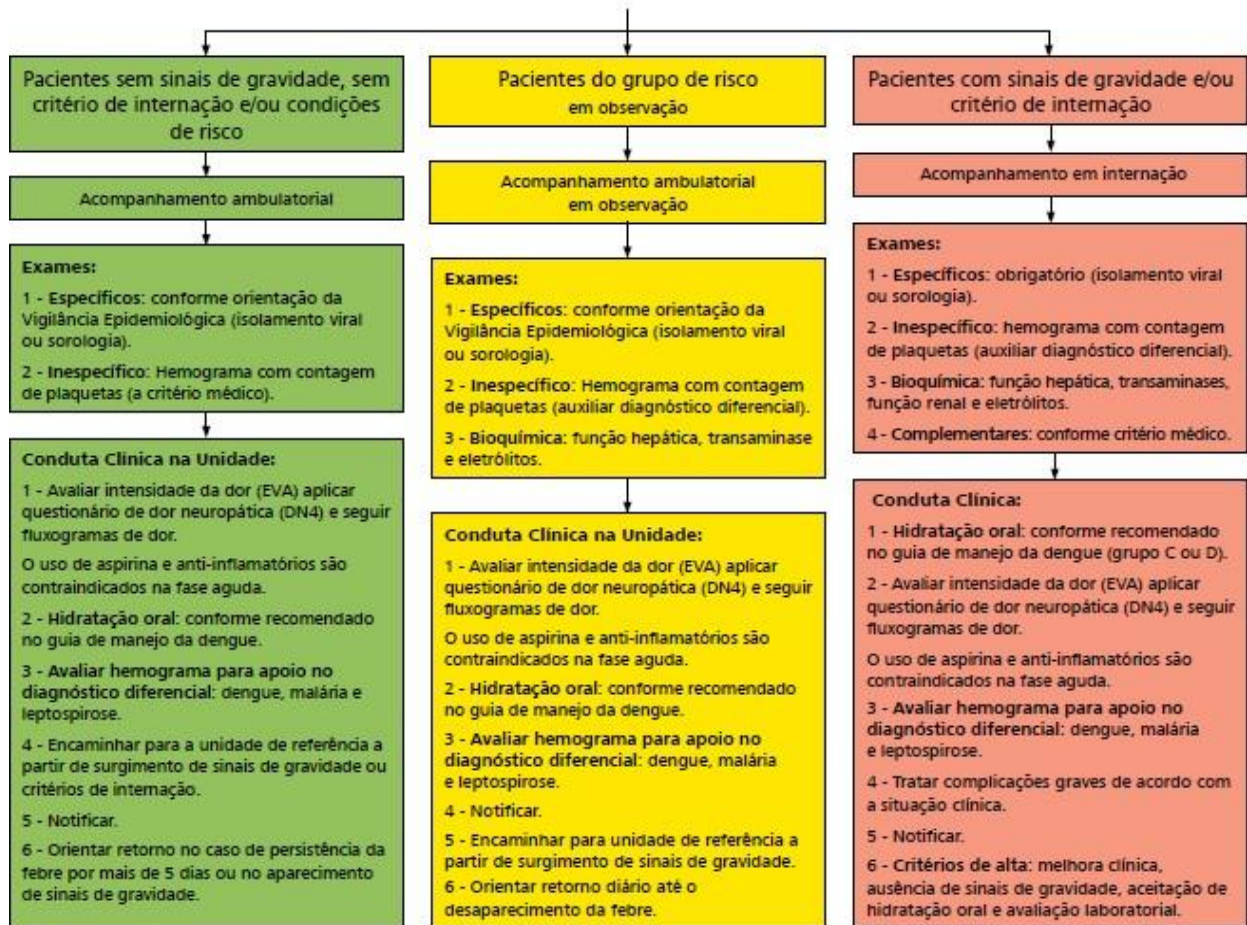 Pacientes sem sinais de gravidade, sem
critério de internação e/ou condições
de risco
Acompanhamento ambulatorial
Exames:
1 - Específicos: conforme orientação da
Vigilância Epidemiológica (isolamento viral
ou sorologia).
2 - Inespecífico: Hemograma com contagem
de plaquetas (a critério médico).
Conduta Clínica na Unidade:
1 - Avaliar intensidade da dor (EVA) aplicar
questionário de dor neuropática (DN4) e seguir
fluxogramas de dor.
O uso de aspirina e anti-inflamatórios são
contraindicados na fase aguda.
2 - Hidratação oral: conforme recomendado
no guia de manejo da dengue.
3 - Avaliar hemograma para apoio no
diagnóstico diferencial: dengue, malária e
leptospirose.
4 - Encaminhar para a unidade de referência a
partir de surgimento de sinais de gravidade ou
critérios de internação.
5 - Notificar.
6 - Orientar retorno no caso de persistência da
febre por mais de 5 dias ou no aparecimento
de sinais de gravidade.
Pacientes do grupo de risco
em observação
Acompanhamento ambulatorial
em observação
Exames:
1 - Específicos: conforme orientação da
Vigilância Epidemiológica (isolamento viral
ou sorologia).
2 - Inespecífico: Hemograma com contagem
de plaquetas (auxiliar diagnóstico diferencial).
3 - Bioquímica: função hepática, transaminase
e eletrólitos.
Conduta Clínica na Unidade:
1 - Avaliar intensidade da dor (EVA) aplicar
questionário de dor neuropática (DN4) e seguir
fluxogramas de dor.
O uso de aspirina e anti-inflamatórios são
contraindicados na fase aguda.
2 - Hidratação oral: conforme recomendado
no guia de manejo da dengue.
3 - Avaliar hemograma para apoio no
diagnóstico diferencial: dengue, malária
e leptospirose.
4 - Notificar.
5 - Encaminhar para unidade de referência a
partir de surgimento de sinais de gravidade.
6 - Orientar retorno diário até o
desaparecimento da febre.
Pacientes com sinais de gravidade e/ou
critério de internação
Acompanhamento em internação
Exames:
1 - Específicos: obrigatório (isolamento viral
ou sorologia).
2 - Inespecífico: hemograma com contagem
de plaquetas (auxiliar diagnóstico diferencial).
3 - Bioquímica: função hepática, transaminases,
função renal e eletrólitos.
4 - Complementares: conforme critério médico.
Conduta Clínica:
1 - Hidratação oral: conforme recomendado
no guia de manejo da dengue (grupo C ou D).
2 - Avaliar intensidade da dor (EVA) aplicar
questionário de dor neuropática (DN4) e seguir
fluxogramas de dor.
O uso de aspirina e anti-inflamatórios são
contraindicados na fase aguda.
3 - Avaliar hemograma para apoio no
diagnóstico diferencial: dengue, malária
e leptospirose.
4 - Tratar complicações graves de acordo com
a situação clínica.
5 - Notificar.
6 - Critérios de alta: melhora clínica,
ausência de sinais de gravidade, aceitação de
hidratação oral e avaliação laboratorial.